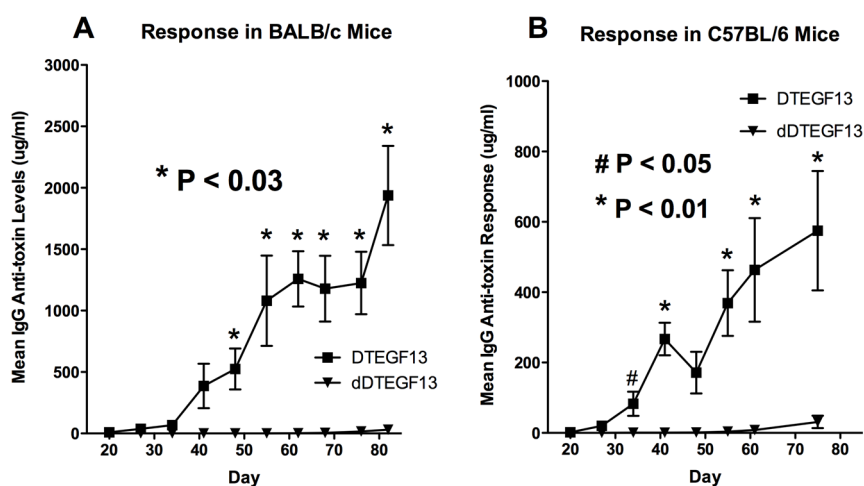 A
Response in BALB/c Mice
Mean IgG Anti-toxin Levels (ug/ml)
3000
2500
2000
1500
1000
500
0
* P < 0.03
*
*
*
*
*
*
DTEGF13
dDTEGF13
20 30 40 50 60 70 80
Day
B
Response in C57BL/6 Mice
Mean IgG Anti-toxin Response (ug/ml)
1000
800
600
400
200
0
DTEGF13
dDTEGF13
# P < 0.05
* P < 0.01
#
*
*
*
*
20 30 40 50 60 70 80
Day